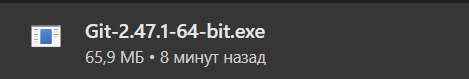 Git-2.47.1-64-bit.exe
65,9 МБ • 8 минут назад